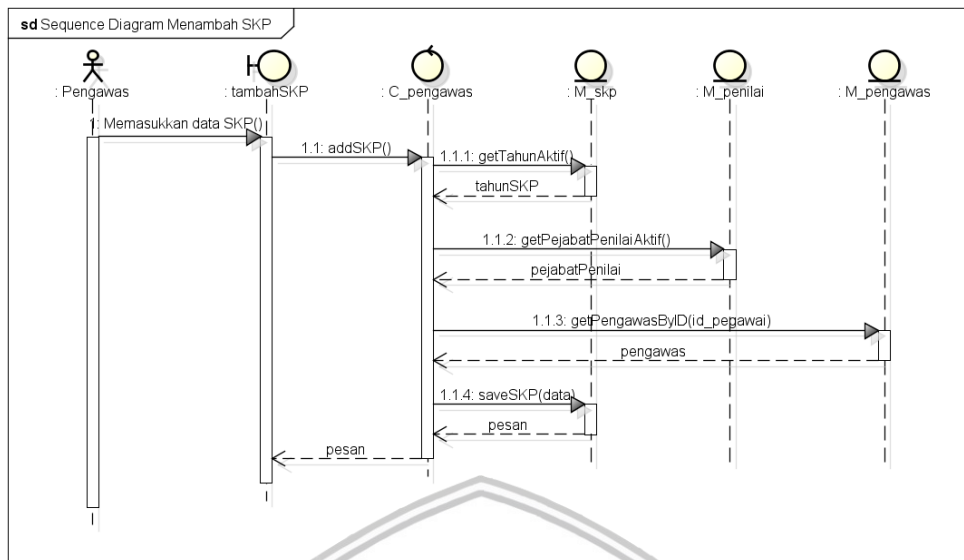 sd Sequence Diagram Menambah SKP
: Pengawas
: tambahSKP
: C_pengawas
: M_skp
: M_penilai
: M_pengawas
1: Memasukkan data SKP()
1.1: addSKP()
1.1.1: getTahunAktif()
tahunSKP
1.1.2: getPejabatPenilaiAktif()
pejabatPenilai
1.1.3: getPengawasByID(id_pegawai)
pengawas
1.1.4: saveSKP(data)
pesan
pesan